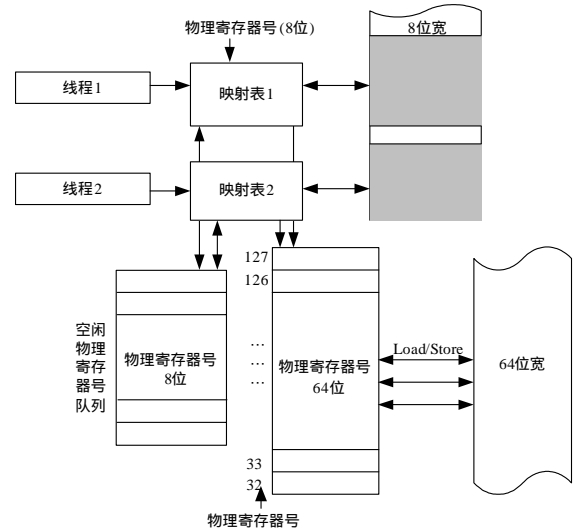 物理寄存器号(8位)
8位宽
线程1
映射表1
线程2
映射表2
127
126
空闲
物理
寄存
器号
队列
物理寄存器号
8位
…
…
…
物理寄存器号
64位
Load/Store
64位宽
33
32
物理寄存器号